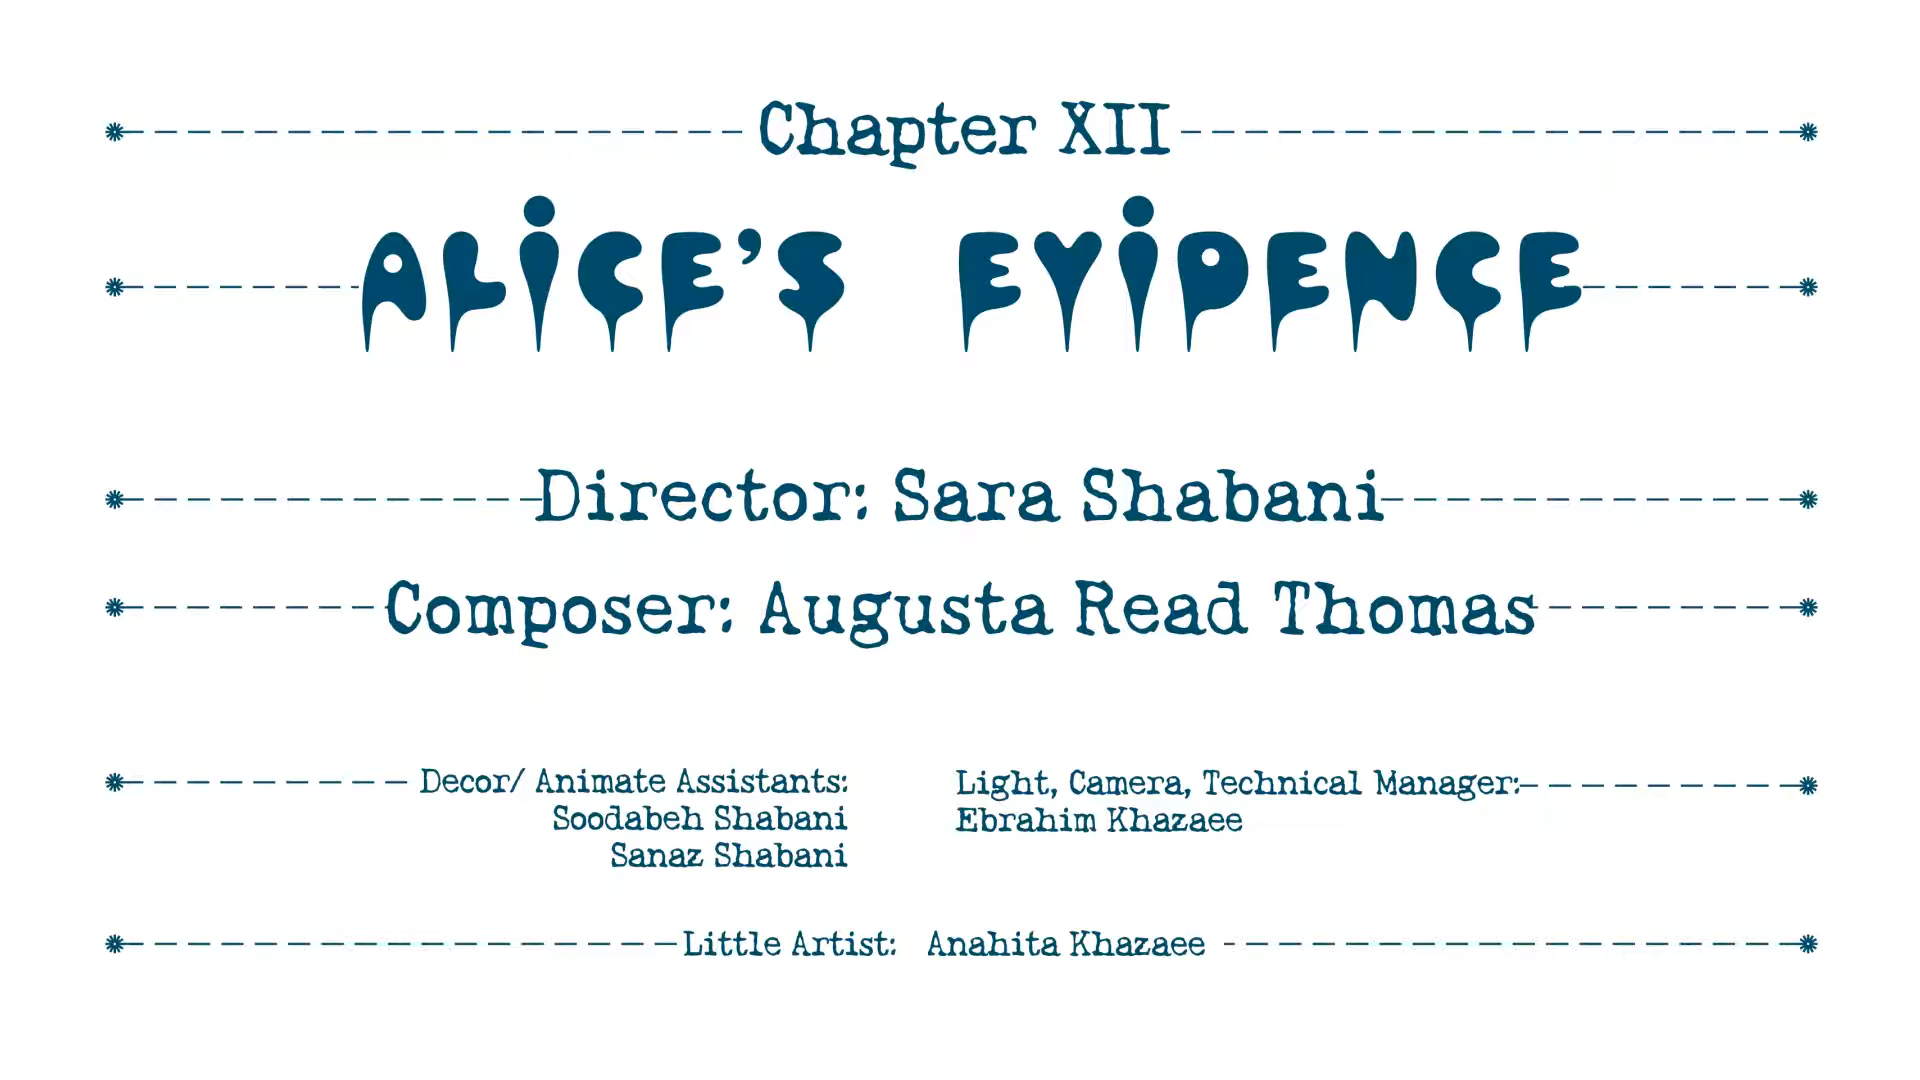 Chapter XII
ALiCE’S EViDENCE
Director: Sara Shabani
Composer: Augusta Read Thomas
Decor/ Animate Assistants:
Soodabeh Shabani
Sanaz Shabani
Light, Camera, Technical Manager:
Ebrahim Khazaee
Little Artist: Anahita Khazaee